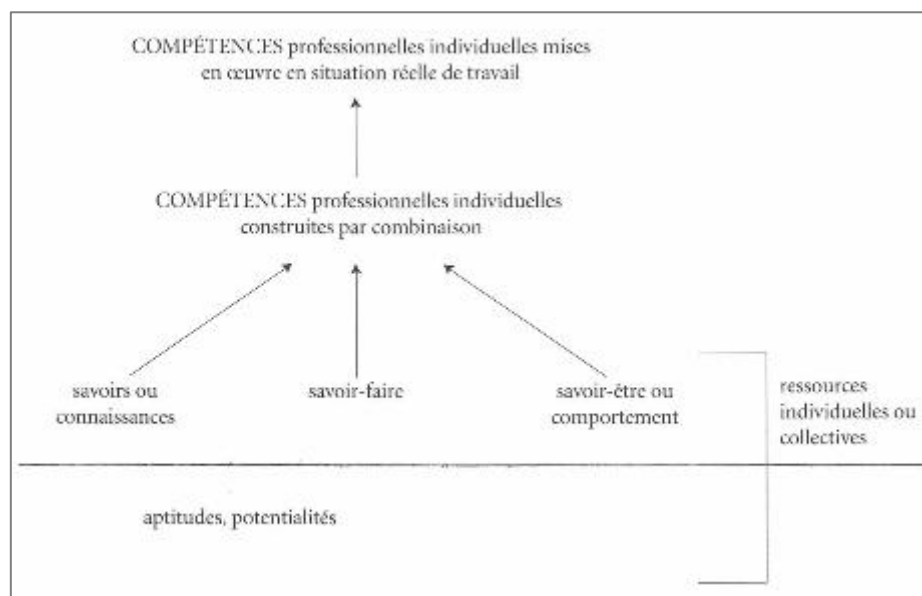 COMPÉTENCES professionnelles individuelles mises
en œuvre en situation réelle de travail
COMPÉTENCES professionnelles individuelles
construites par combinaison
savoirs ou
connaissances
savoir-faire
savoir-être ou
comportement
ressources
individuelles ou
collectives
aptitudes, potentialités